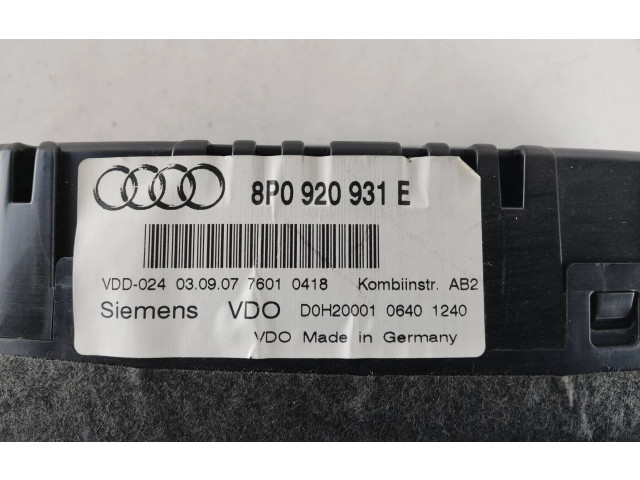 8P0 920 931 E
VDD-024 03.09.07 7601 0418 Kombiinstr. AB2
Siemens VDO D0H20001 0640 1240
VDO Made in Germany